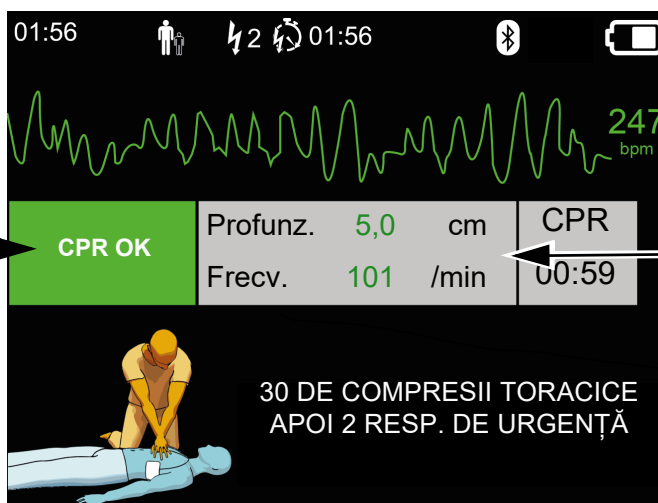 01:56 2 01:56
247
bpm
CPR OK
Profunz. 5,0 cm
Frecv. 101 /min
CPR
00:59
30 DE COMPRESII TORACICE
APOI 2 RESP. DE URGENȚĂ